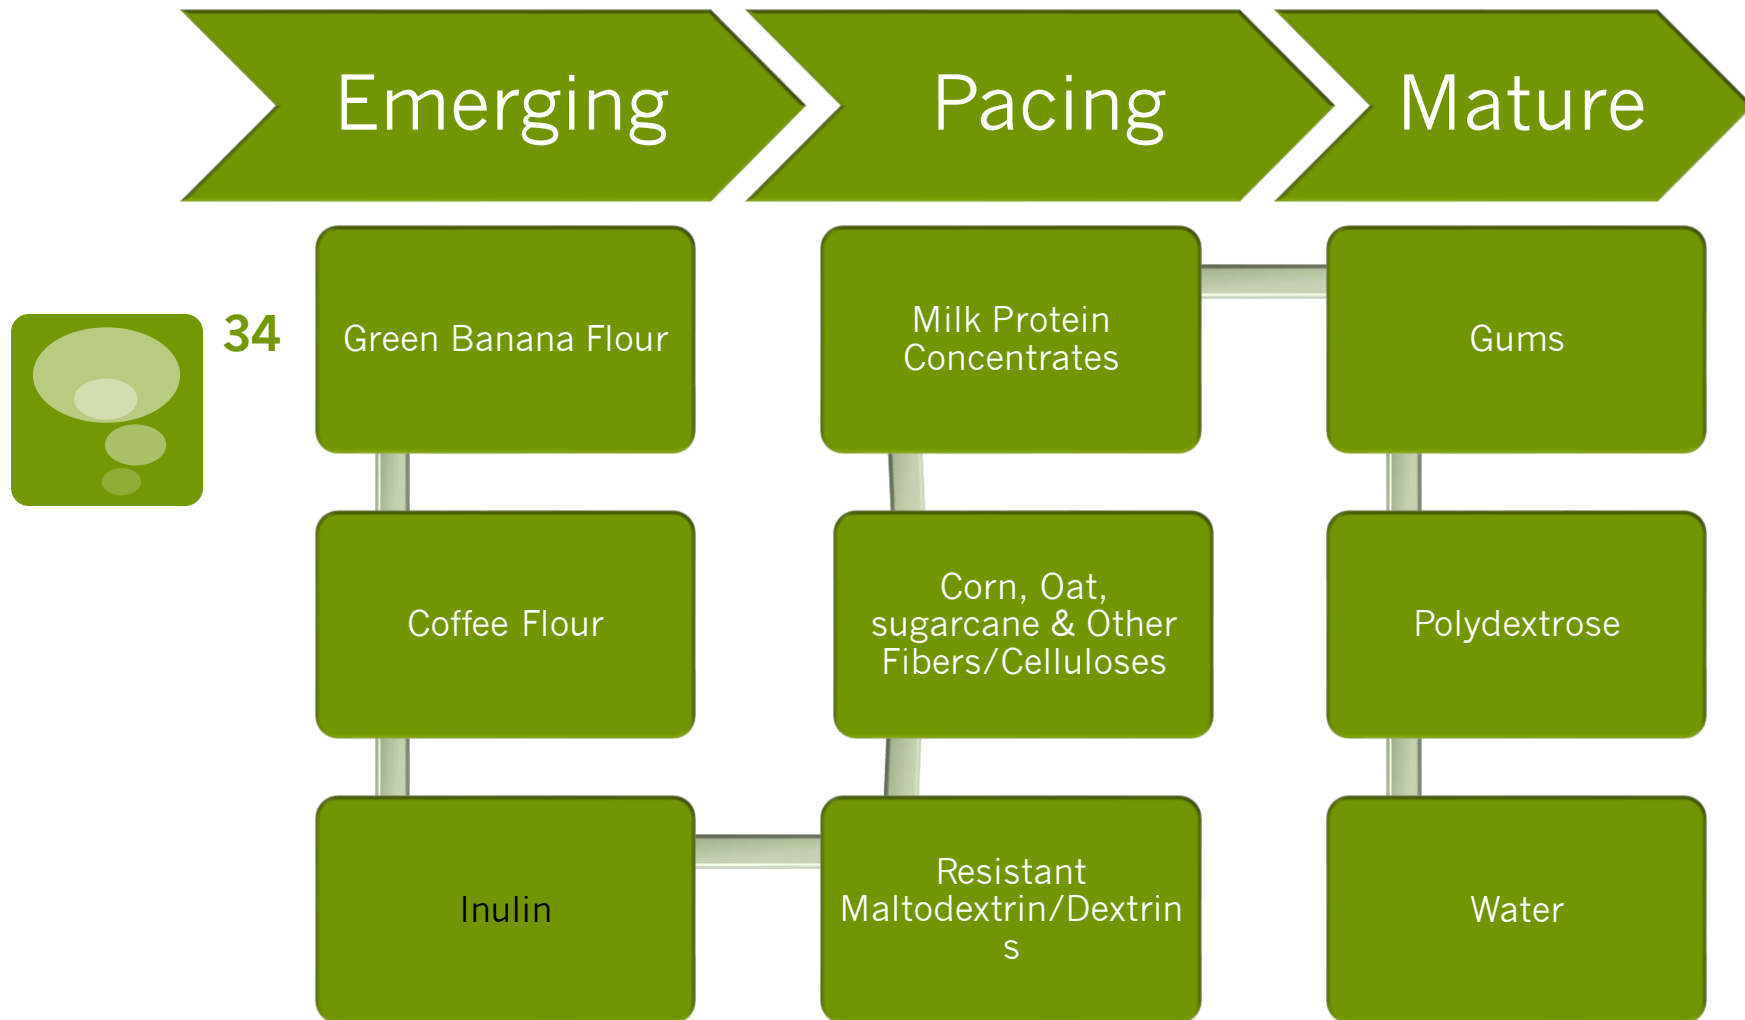 Emerging
Pacing
Mature
34
Green Banana Flour
Milk Protein
Concentrates
Gums
Coffee Flour
Corn, Oat,
sugarcane & Other
Fibers/Celluloses
Polydextrose
Inulin
Resistant
Maltodextrin/Dextrin
s
Water